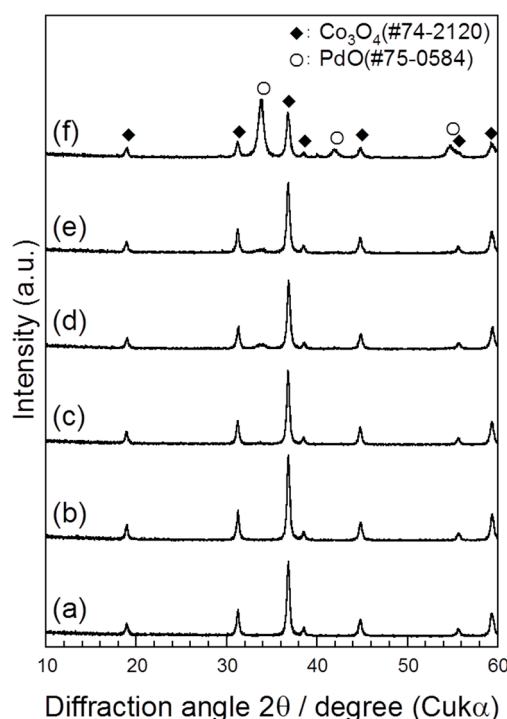 ◆: Co₃O₄(#74-2120)
○: PdO(#75-0584)
(f)
(e)
(d)
(c)
(b)
(a)
Intensity (a.u.)
10 20 30 40 50 60
Diffraction angle 2θ / degree (Cukα)